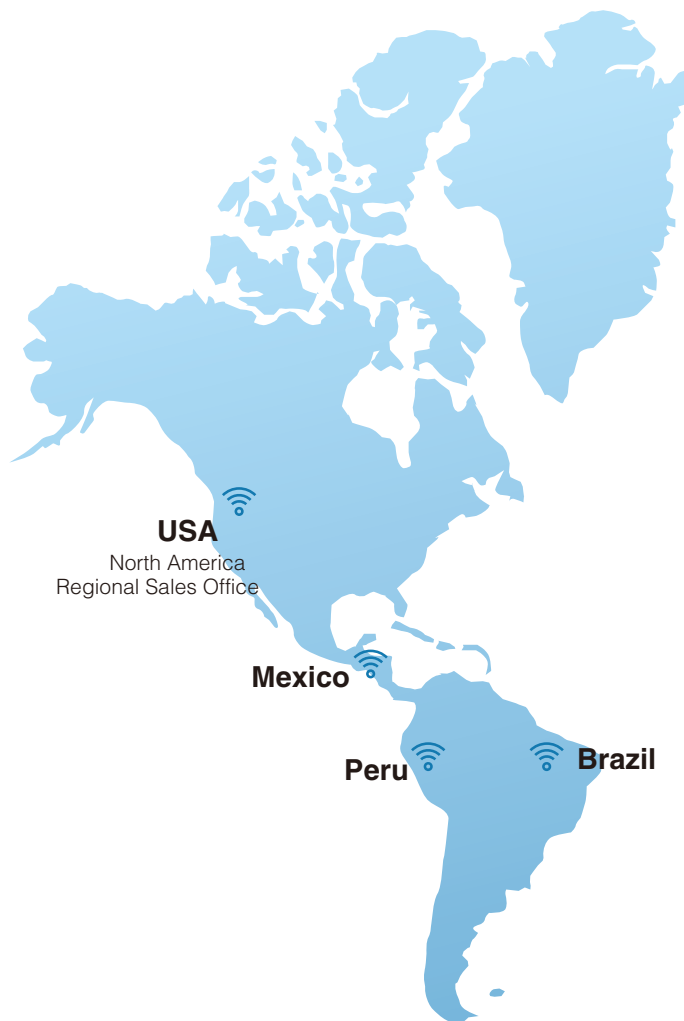 USA
North America
Regional Sales Office
Mexico
Peru
Brazil